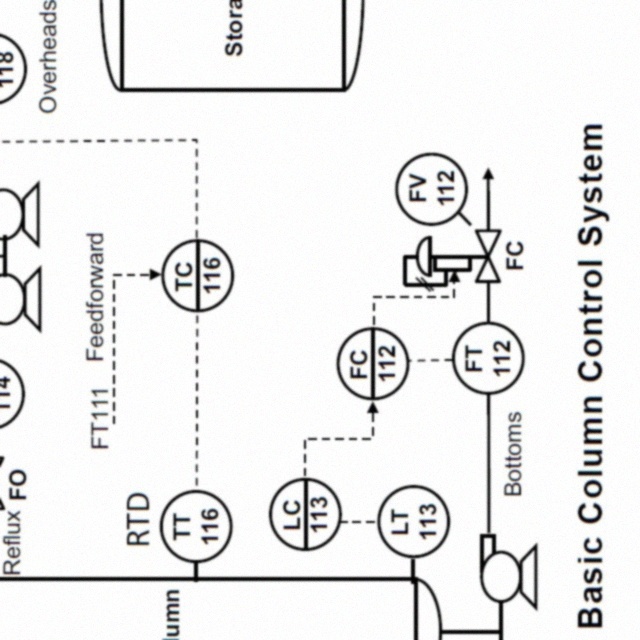 Reflux
FO
118
Overheads
FT111 Feedforward
RTD
TT
116
TC
116
lumn
Stora
LC
113
FC
112
LT
113
FV
112
FT
112
FC
Bottoms
Basic Column Control System